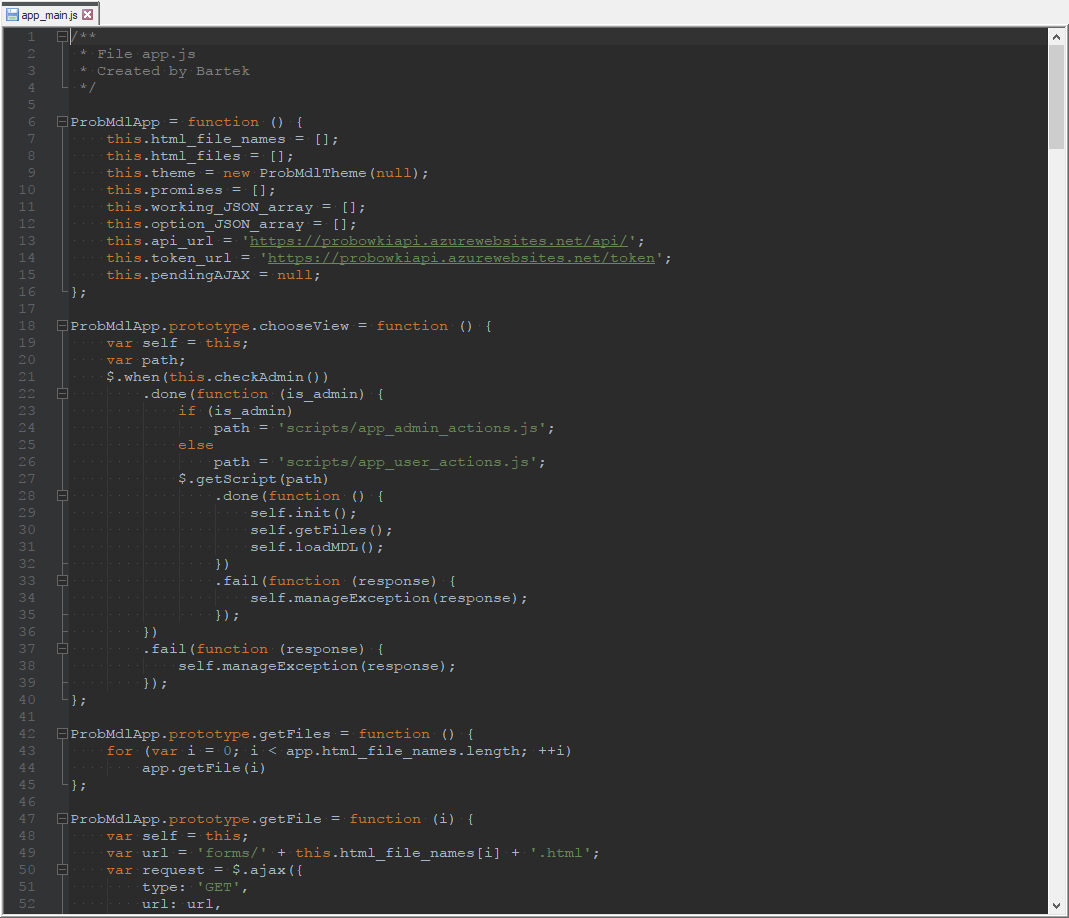 app_main.js
1 /**
2  * File app.js
3  * Created by Bartek
4  */
5
6 ProbMdlApp = function () {
7     this.html_file_names = [];
8     this.html_files = [];
9     this.theme = new ProbMdlTheme(null);
10     this.promises = [];
11     this.working_JSON_array = [];
12     this.option_JSON_array = [];
13     this.api_url = 'https://probowkiapi.azurewebsites.net/api/';
14     this.token_url = 'https://probowkiapi.azurewebsites.net/token';
15     this.pendingAJAX = null;
16 };
17
18 ProbMdlApp.prototype.chooseView = function () {
19     var self = this;
20     var path;
21     $.when(this.checkAdmin())
22         .done(function (is_admin) {
23             if (is_admin)
24                 path = 'scripts/app_admin_actions.js';
25             else
26                 path = 'scripts/app_user_actions.js';
27             $.getScript(path)
28                 .done(function () {
29                     self.init();
30                     self.getFiles();
31                     self.loadMDL();
32                 })
33                 .fail(function (response) {
34                     self.manageException(response);
35                 });
36         })
37         .fail(function (response) {
38             self.manageException(response);
39         });
40 };
41
42 ProbMdlApp.prototype.getFiles = function () {
43     for (var i = 0; i < app.html_file_names.length; ++i)
44         app.getFile(i)
45 };
46
47 ProbMdlApp.prototype.getFile = function (i) {
48     var self = this;
49     var url = 'forms/' + this.html_file_names[i] + '.html';
50     var request = $.ajax({
51         type: 'GET',
52         url: url,